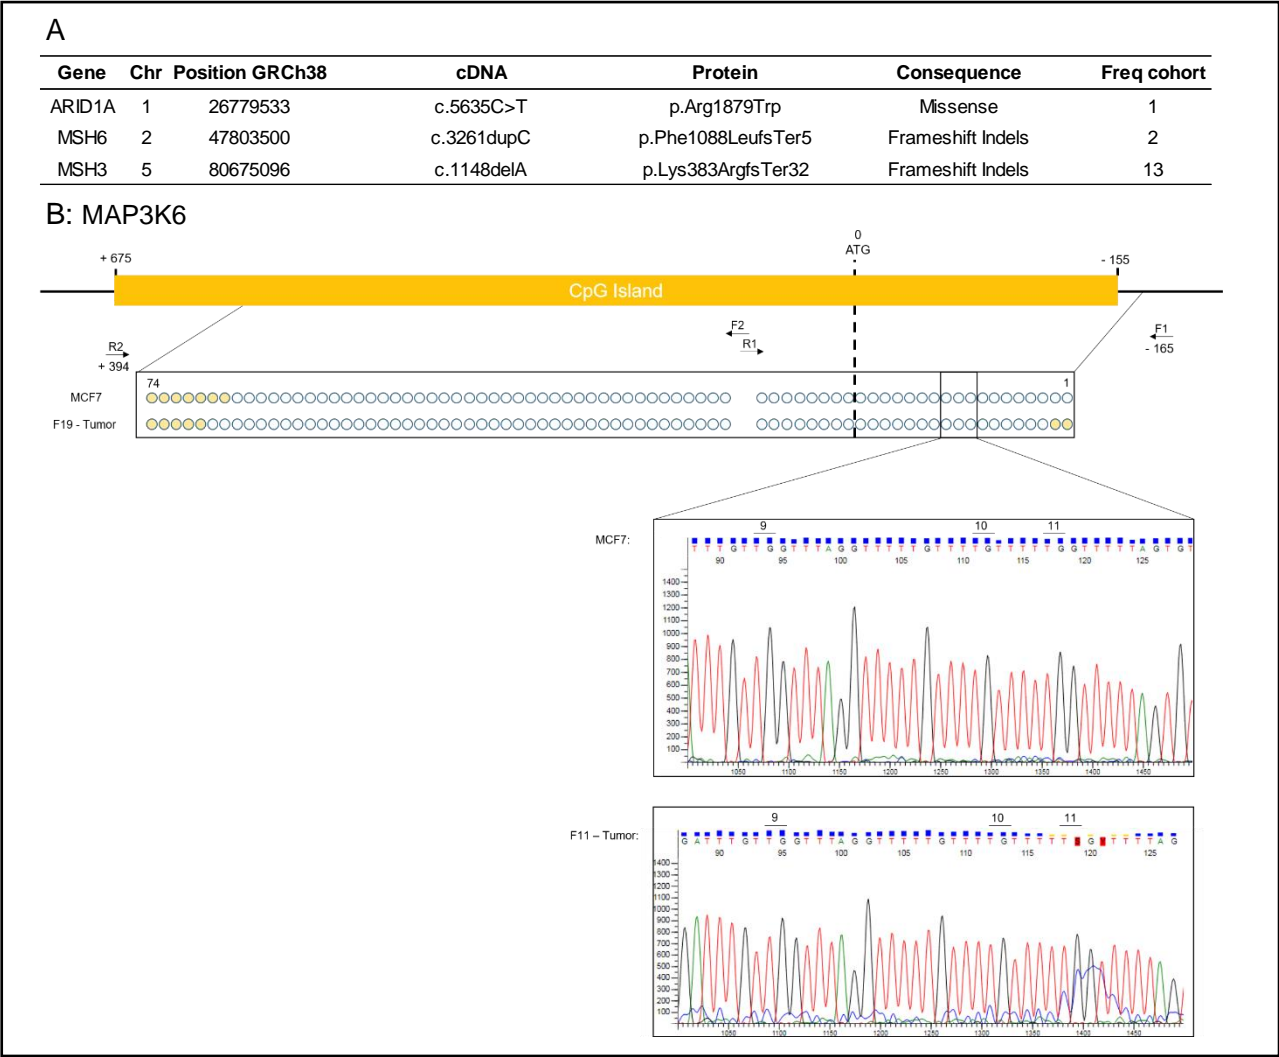 A
Gene Chr Position GRCh38 cDNA Protein Consequence Freq cohort
ARID1A 1 26779533 c.5635C>T p.Arg1879Trp Missense 1
MSH6 2 47803500 c.3261dupC p.Phe1088LeufsTer5 Frameshift Indels 2
MSH3 5 80675096 c.1148delA p.Lys383ArgfsTer32 Frameshift Indels 13
B: MAP3K6
0
ATG
+ 675 - 155
CpG Island
F2 F1
R2 R1
+ 394 - 165
74 1
MCF7
F19 - Tumor
MCF7:
9 10 11
T T T G T T G G T T T A G G T T T T T G T T T T G T T T T T G G T T T T T A G T G T
90 95 100 105 110 115 120 125
1400
1300
1200
1100
1000
900
800
700
600
500
400
300
200
100
1050 1100 1150 1200 1250 1300 1350 1400 1450
F11 – Tumor:
9 10 11
G A T T T G T T G G T T T A G G T T T T T G T T T T G T T T T T G T T T T A G
90 95 100 105 110 115 120 125
1400
1300
1200
1100
1000
900
800
700
600
500
400
300
200
100
1050 1100 1150 1200 1250 1300 1350 1400 1450